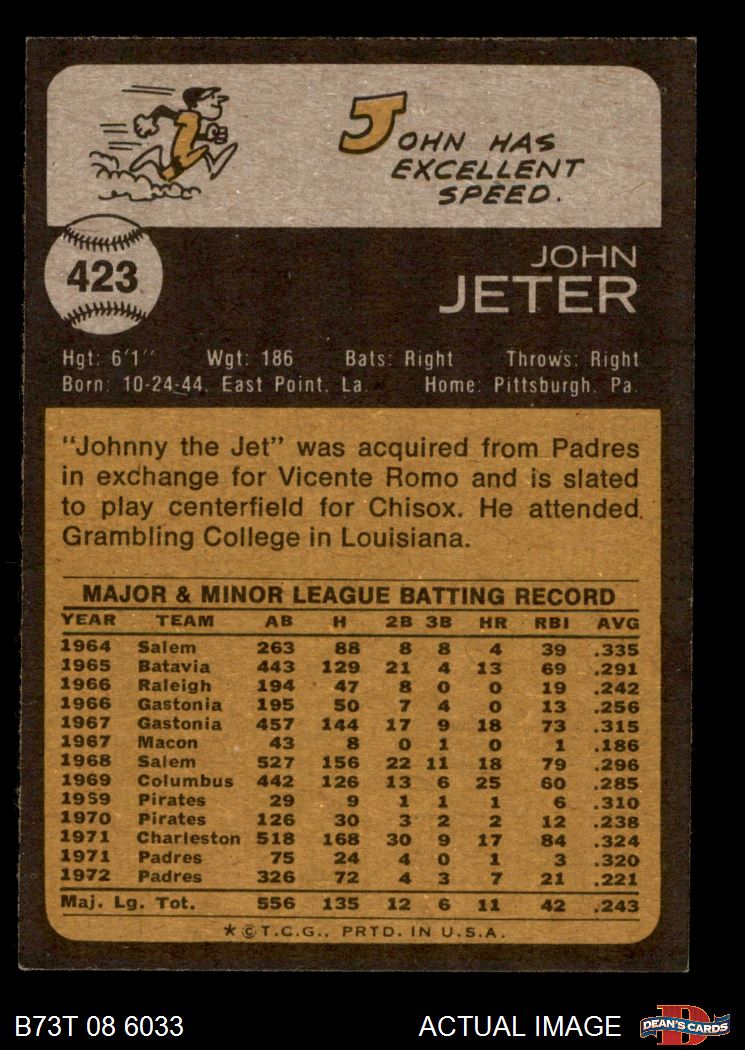 JOHN HAS
EXCELLENT
SPEED.
423
JOHN
JETER
Hgt: 6'1" Wgt: 186 Bats: Right Throws: Right
Born: 10-24-44, East Point, La. Home: Pittsburgh, Pa.
"Johnny the Jet" was acquired from Padres
in exchange for Vicente Romo and is slated
to play centerfield for Chisox. He attended
Grambling College in Louisiana.
MAJOR & MINOR LEAGUE BATTING RECORD
YEAR TEAM AB H 2B 3B HR RBI AVG
1964 Salem 263 88 8 8 4 39 .335
1965 Batavia 443 129 21 4 13 69 .291
1966 Raleigh 194 47 8 0 0 19 .242
1966 Gastonia 195 50 7 4 0 13 .256
1967 Gastonia 457 144 17 9 18 73 .315
1967 Macon 43 8 0 1 0 1 .186
1968 Salem 527 156 22 11 18 79 .296
1969 Columbus 442 126 13 6 25 60 .285
1959 Pirates 29 9 1 1 1 6 .310
1970 Pirates 126 30 3 2 2 12 .238
1971 Charleston 518 168 30 9 17 84 .324
1971 Padres 75 24 4 0 1 3 .320
1972 Padres 326 72 4 3 7 21 .221
Maj. Lg. Tot. 556 135 12 6 11 42 .243
★ © T.C.G., PRTD. IN U.S.A.
B73T 08 6033 ACTUAL IMAGE D DEAN'S CARDS